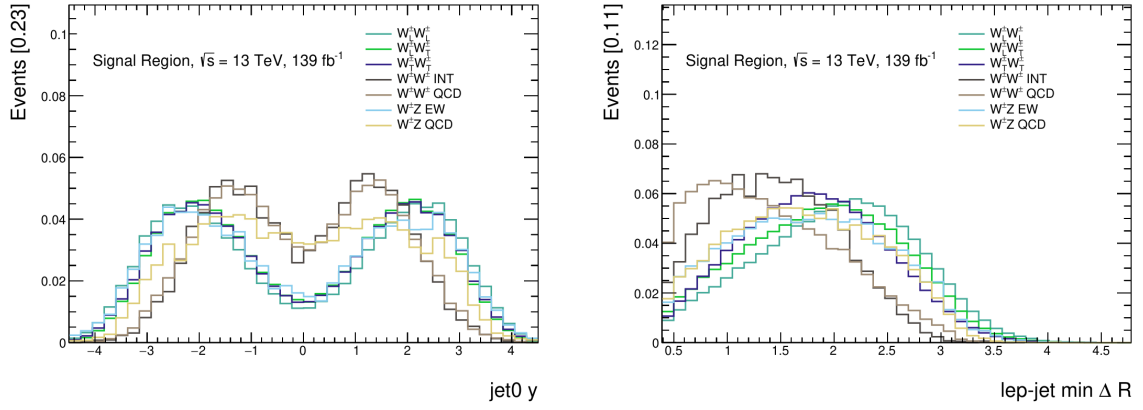 Events [0.23]
0.1
0.08
0.06
0.04
0.02
0
Signal Region, √s = 13 TeV, 139 fb⁻¹
W±LW±L
W±LW±T
W±TW±T
W±W± INT
W±W± QCD
W±Z EW
W±Z QCD
−4 −3 −2 −1 0 1 2 3 4
jet0 y
Events [0.11]
0.12
0.1
0.08
0.06
0.04
0.02
0
Signal Region, √s = 13 TeV, 139 fb⁻¹
W±LW±L
W±LW±T
W±TW±T
W±W± INT
W±W± QCD
W±Z EW
W±Z QCD
0.5 1 1.5 2 2.5 3 3.5 4 4.5
lep-jet min Δ R